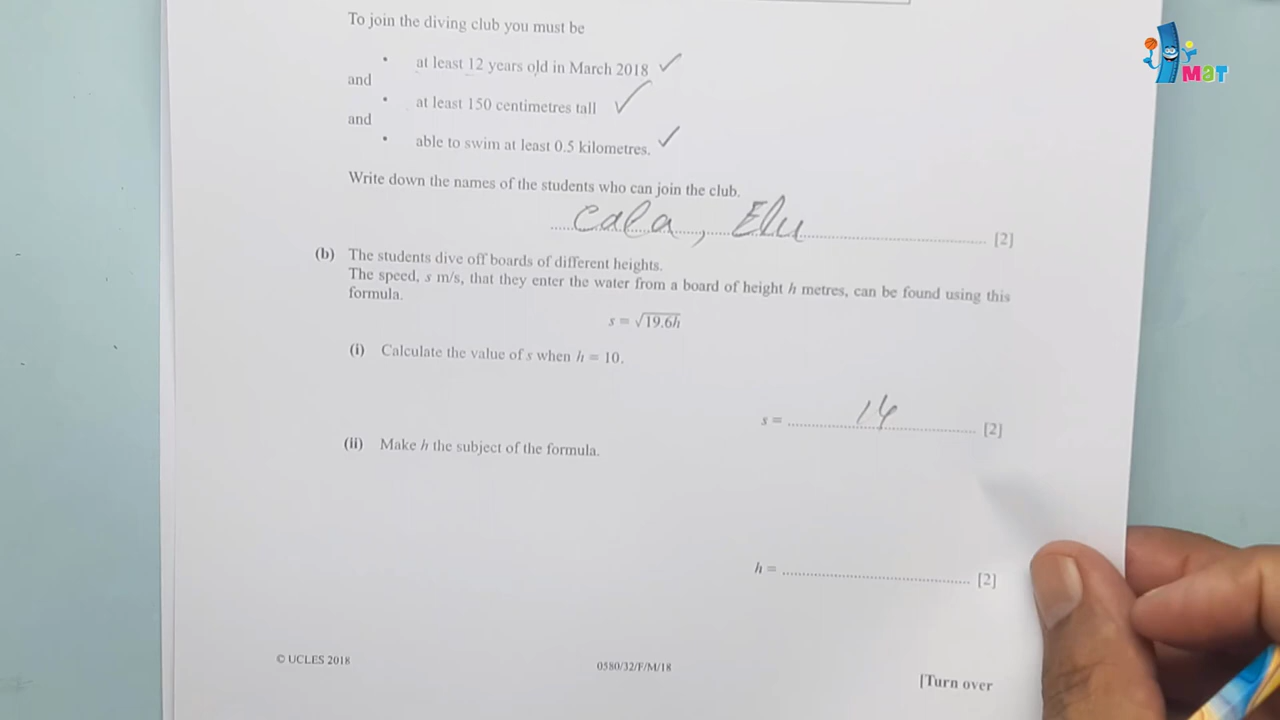 MaT
To join the diving club you must be
• at least 12 years old in March 2018 ✓
and
• at least 150 centimetres tall ✓
and
• able to swim at least 0.5 kilometres. ✓
Write down the names of the students who can join the club.
Cala, Elu [2]
(b) The students dive off boards of different heights.
The speed, s m/s, that they enter the water from a board of height h metres, can be found using this
formula.
s = √19.6h
(i) Calculate the value of s when h = 10.
s = 14 [2]
(ii) Make h the subject of the formula.
h = [2]
© UCLES 2018
0580/32/F/M/18
[Turn over